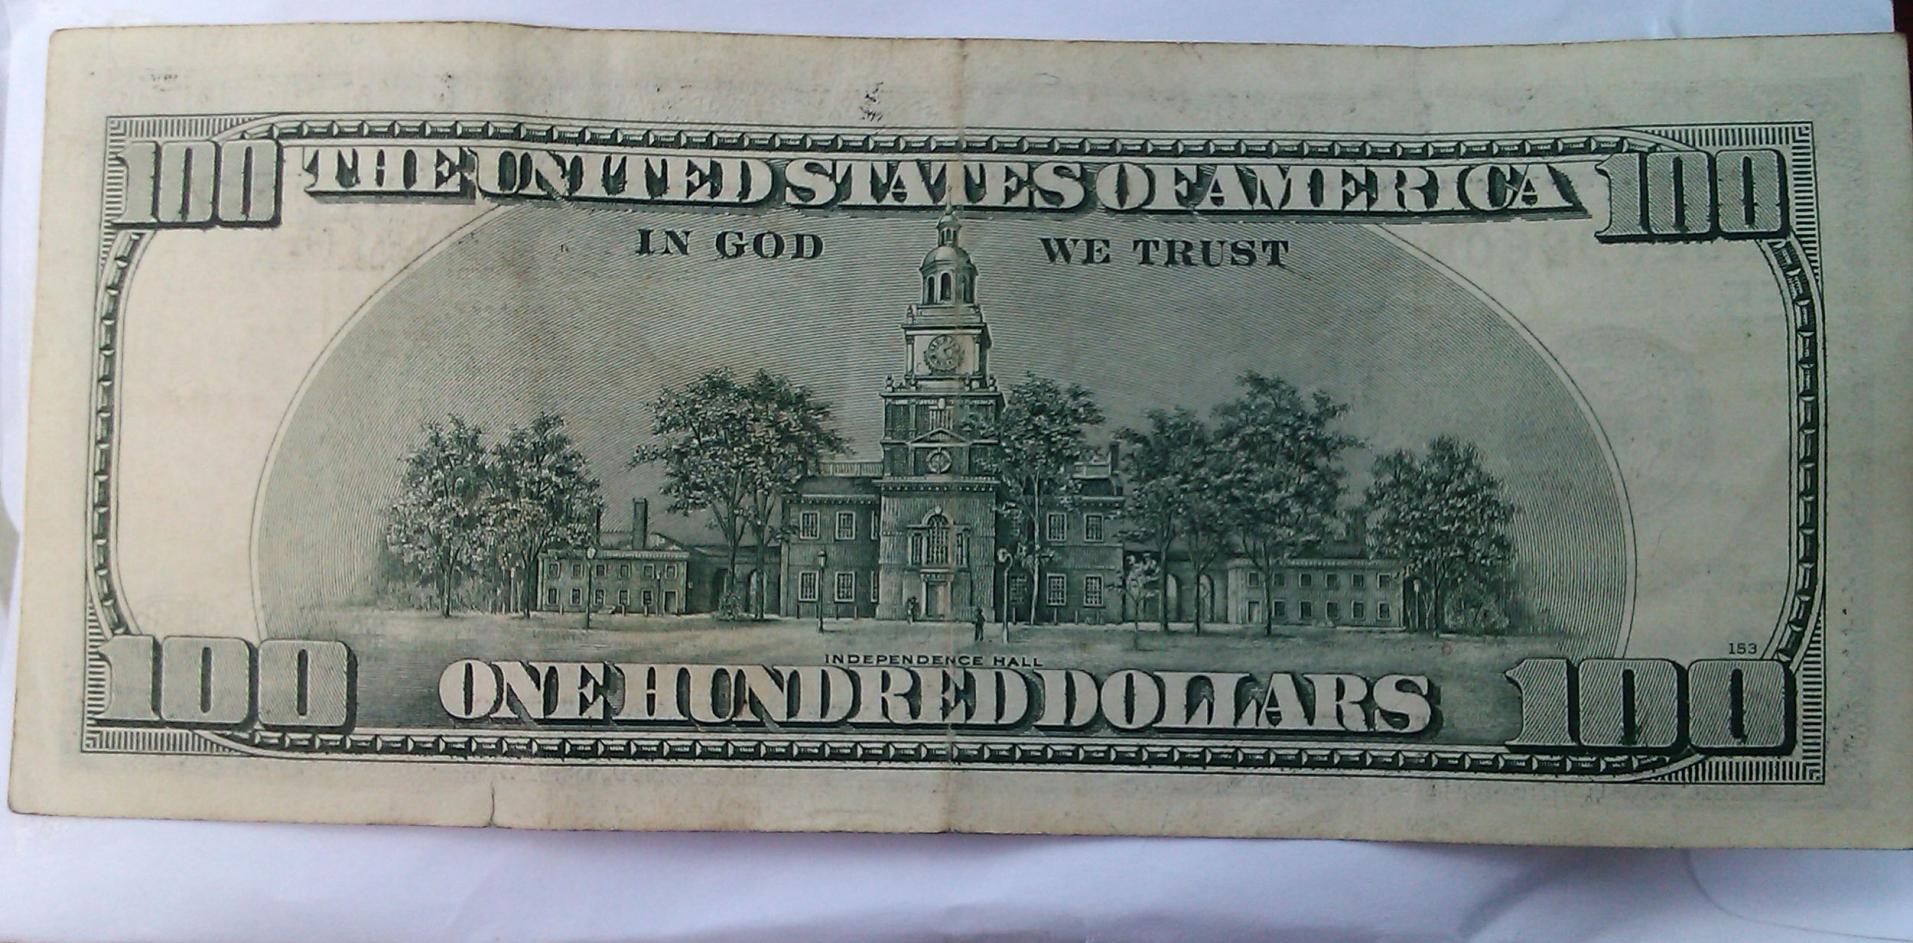 100 THE UNITED STATES OF AMERICA 100
IN GOD WE TRUST
INDEPENDENCE HALL
153
100 ONE HUNDRED DOLLARS 100